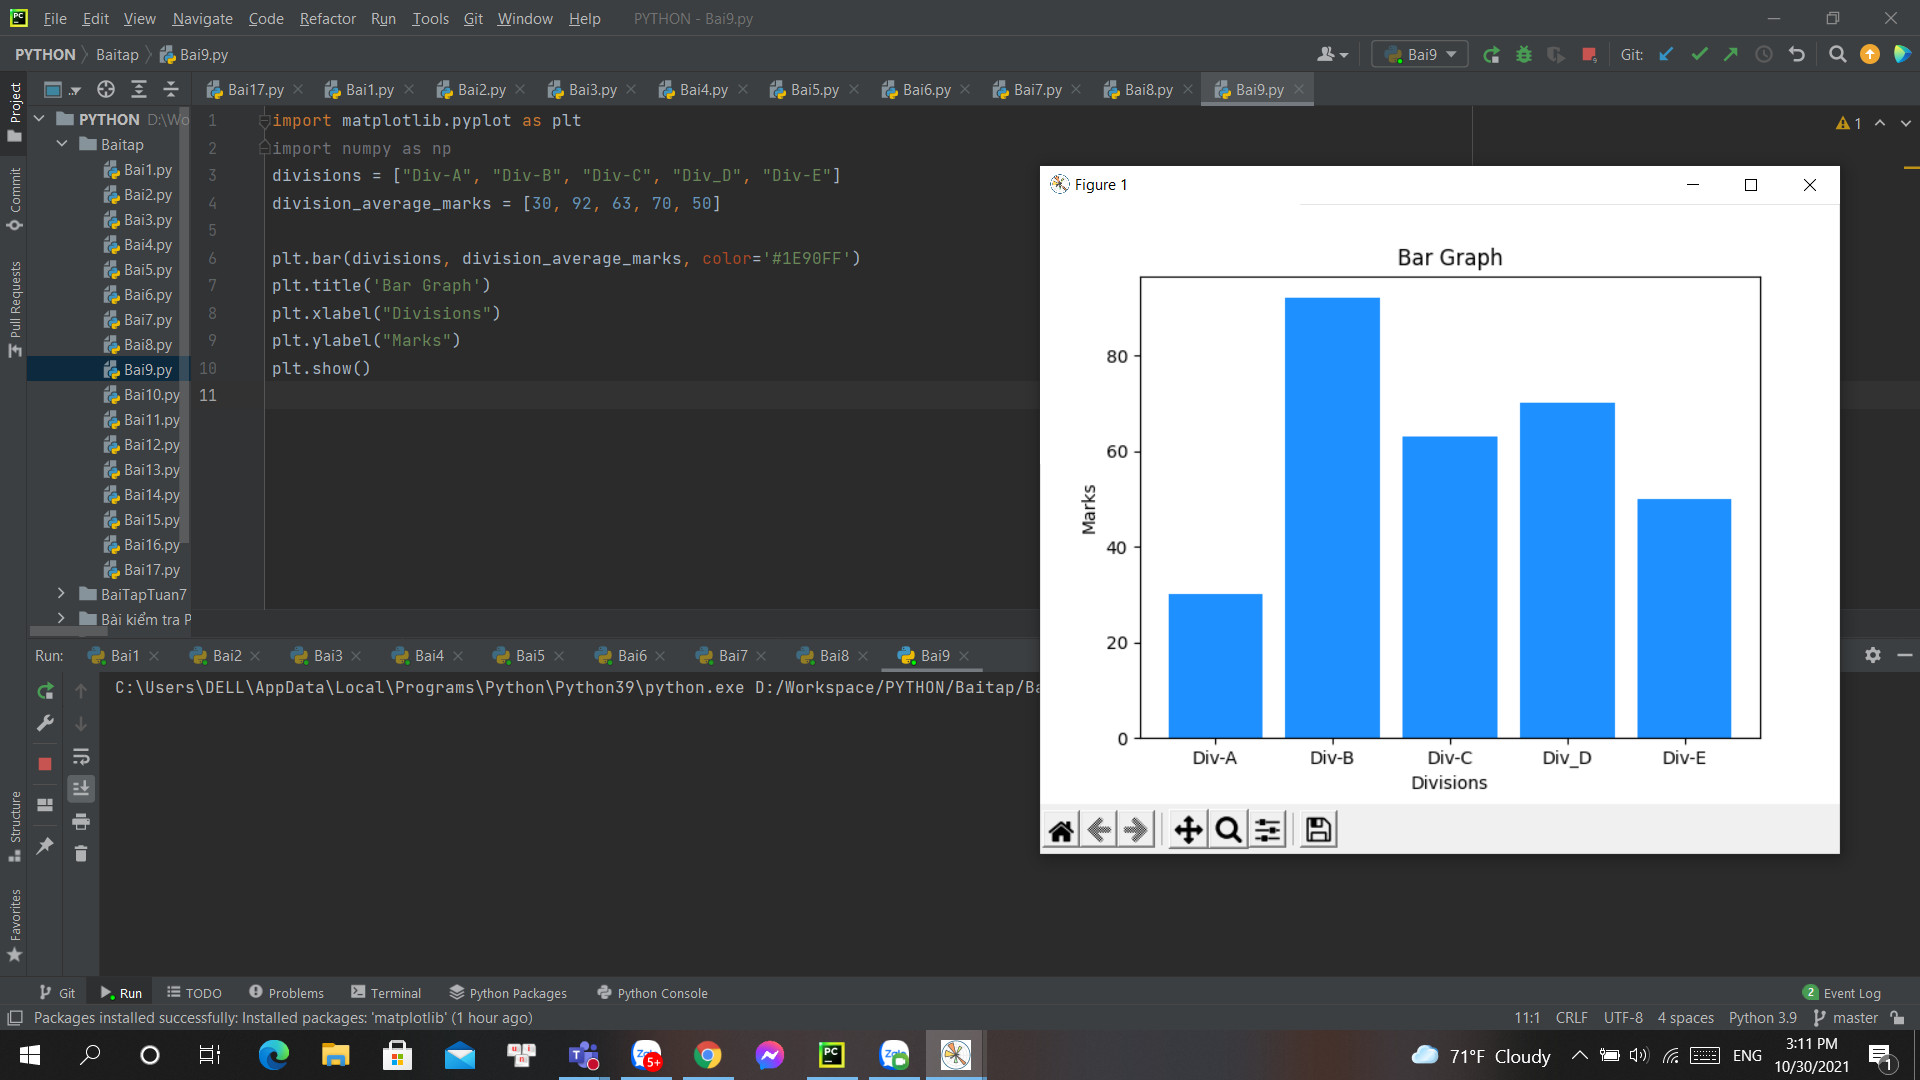 File Edit View Navigate Code Refactor Run Tools Git Window Help PYTHON - Bai9.py
PYTHON Baitap Bai9.py Bai9 Git:
Bai17.py Bai1.py Bai2.py Bai3.py Bai4.py Bai5.py Bai6.py Bai7.py Bai8.py Bai9.py
Project
Commit
Pull Requests
PYTHON D:\Wo
Baitap
Bai1.py
Bai2.py
Bai3.py
Bai4.py
Bai5.py
Bai6.py
Bai7.py
Bai8.py
Bai9.py
Bai10.py
Bai11.py
Bai12.py
Bai13.py
Bai14.py
Bai15.py
Bai16.py
Bai17.py
BaiTapTuan7
Bài kiểm tra P
1 import matplotlib.pyplot as plt
2 import numpy as np
3 divisions = ["Div-A", "Div-B", "Div-C", "Div_D", "Div-E"]
4 division_average_marks = [30, 92, 63, 70, 50]
5
6 plt.bar(divisions, division_average_marks, color='#1E90FF')
7 plt.title('Bar Graph')
8 plt.xlabel("Divisions")
9 plt.ylabel("Marks")
10 plt.show()
11
1
Figure 1
Bar Graph
80
60
40
20
0
Marks
Div-A Div-B Div-C Div_D Div-E
Divisions
Run: Bai1 Bai2 Bai3 Bai4 Bai5 Bai6 Bai7 Bai8 Bai9
C:\Users\DELL\AppData\Local\Programs\Python\Python39\python.exe D:/Workspace/PYTHON/Baitap/Ba
Structure
Favorites
Git Run TODO Problems Terminal Python Packages Python Console 2 Event Log
Packages installed successfully: Installed packages: 'matplotlib' (1 hour ago) 11:1 CRLF UTF-8 4 spaces Python 3.9 master
PC Zalo 5+
71°F Cloudy ENG 3:11 PM
10/30/2021 1